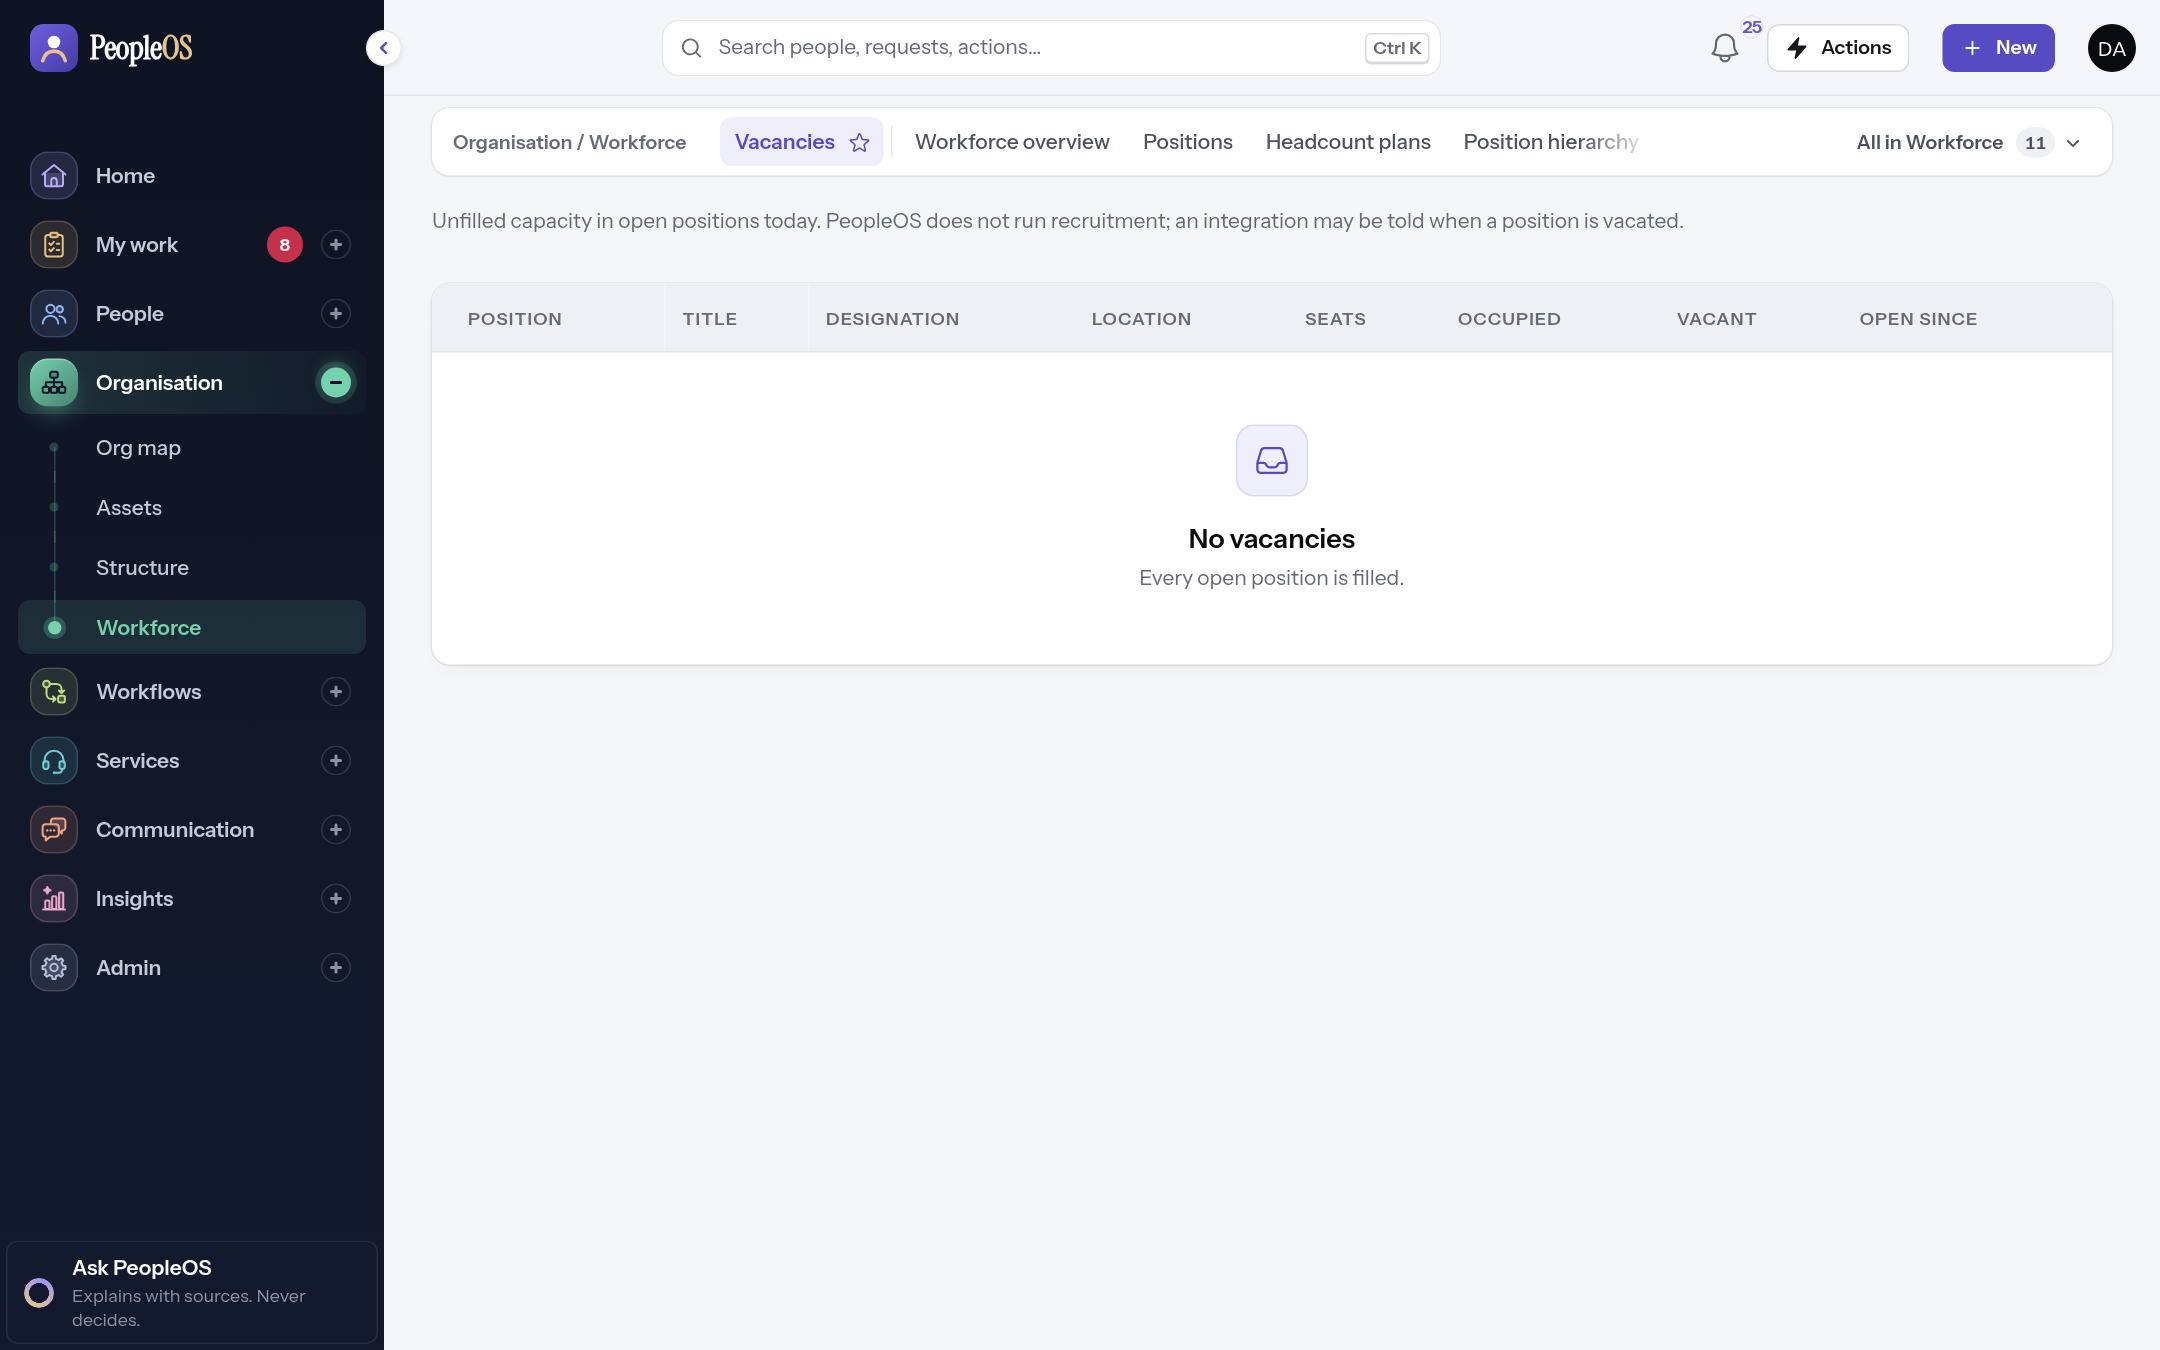 PeopleOS
Search people, requests, actions...
Ctrl K
25
Actions
New
DA
Home
My work
8
People
Organisation
Org map
Assets
Structure
Workforce
Workflows
Services
Communication
Insights
Admin
Ask PeopleOS
Explains with sources. Never
decides.
Organisation / Workforce
Vacancies
Workforce overview
Positions
Headcount plans
Position hierarchy
All in Workforce
11
Unfilled capacity in open positions today. PeopleOS does not run recruitment; an integration may be told when a position is vacated.
POSITION
TITLE
DESIGNATION
LOCATION
SEATS
OCCUPIED
VACANT
OPEN SINCE
No vacancies
Every open position is filled.